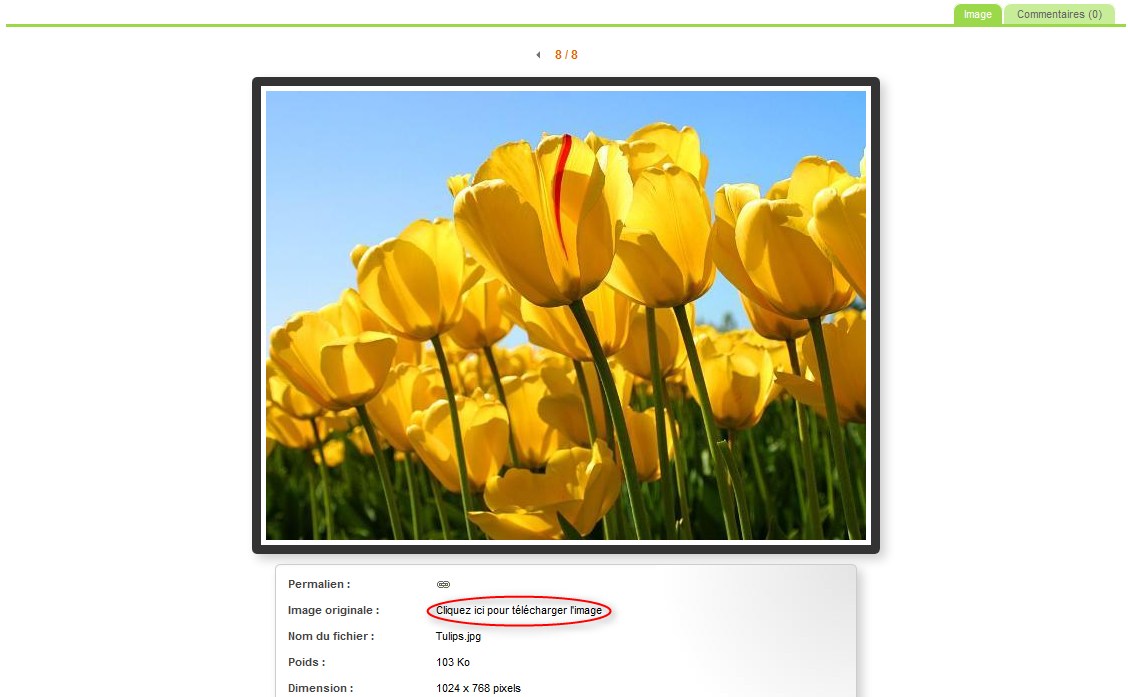 Image Commentaires (0)
8 / 8
Permalien :
Image originale : Cliquez ici pour télécharger l'image
Nom du fichier : Tulips.jpg
Poids : 103 Ko
Dimension : 1024 x 768 pixels